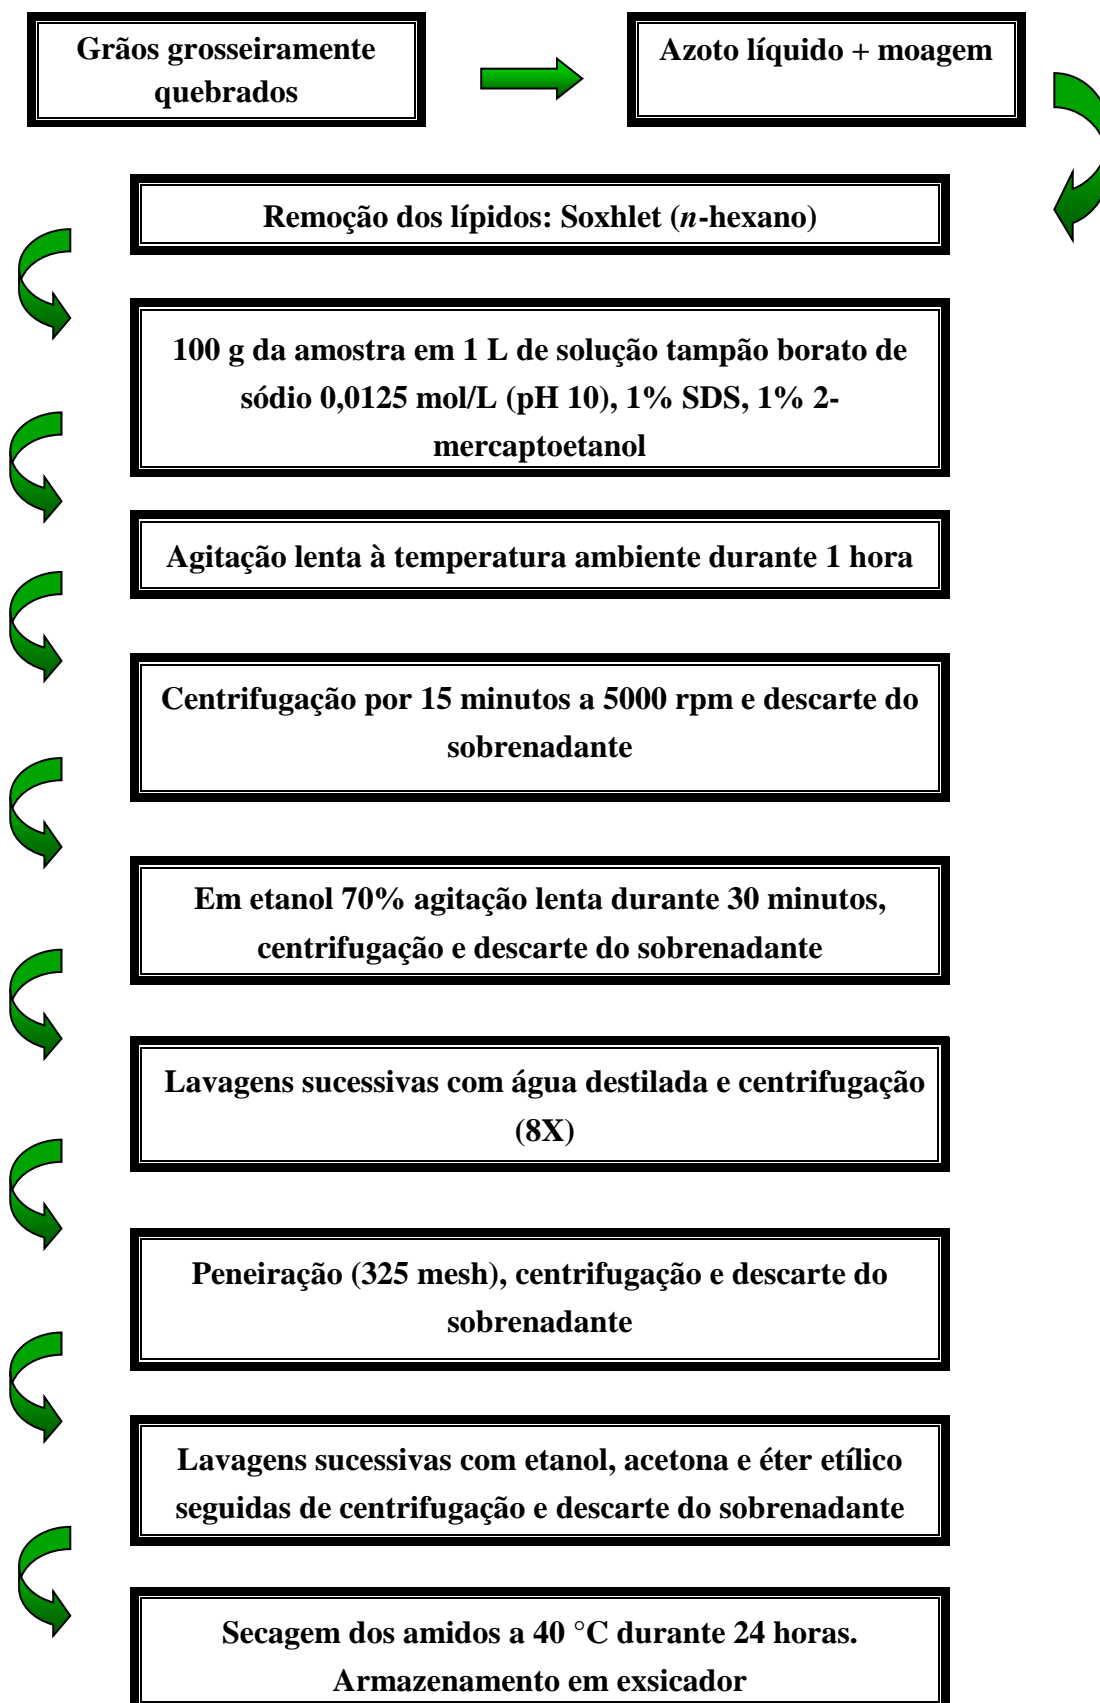 Grãos grosseiramente
quebrados
Azoto líquido + moagem
Remoção dos lípidos: Soxhlet (n-hexano)
100 g da amostra em 1 L de solução tampão borato de
sódio 0,0125 mol/L (pH 10), 1% SDS, 1% 2-
mercaptoetanol
Agitação lenta à temperatura ambiente durante 1 hora
Centrifugação por 15 minutos a 5000 rpm e descarte do
sobrenadante
Em etanol 70% agitação lenta durante 30 minutos,
centrifugação e descarte do sobrenadante
Lavagens sucessivas com água destilada e centrifugação
(8X)
Peneiração (325 mesh), centrifugação e descarte do
sobrenadante
Lavagens sucessivas com etanol, acetona e éter etílico
seguidas de centrifugação e descarte do sobrenadante
Secagem dos amidos a 40 °C durante 24 horas.
Armazenamento em exsicador